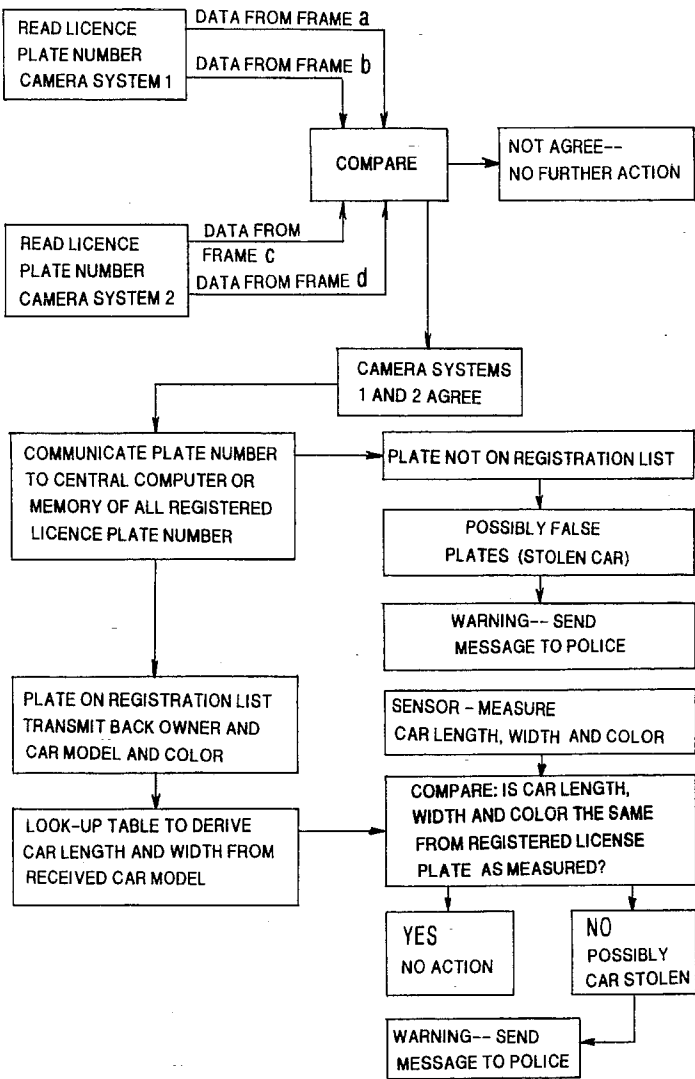 READ LICENCE
PLATE NUMBER
CAMERA SYSTEM 1
DATA FROM FRAME a
DATA FROM FRAME b
COMPARE
NOT AGREE--
NO FURTHER ACTION
READ LICENCE
PLATE NUMBER
CAMERA SYSTEM 2
DATA FROM
FRAME c
DATA FROM FRAME d
CAMERA SYSTEMS
1 AND 2 AGREE
COMMUNICATE PLATE NUMBER
TO CENTRAL COMPUTER OR
MEMORY OF ALL REGISTERED
LICENCE PLATE NUMBER
PLATE NOT ON REGISTRATION LIST
POSSIBLY FALSE
PLATES (STOLEN CAR)
WARNING-- SEND
MESSAGE TO POLICE
PLATE ON REGISTRATION LIST
TRANSMIT BACK OWNER AND
CAR MODEL AND COLOR
SENSOR - MEASURE
CAR LENGTH, WIDTH AND COLOR
LOOK-UP TABLE TO DERIVE
CAR LENGTH AND WIDTH FROM
RECEIVED CAR MODEL
COMPARE: IS CAR LENGTH,
WIDTH AND COLOR THE SAME
FROM REGISTERED LICENSE
PLATE AS MEASURED?
YES
NO ACTION
NO
POSSIBLY
CAR STOLEN
WARNING-- SEND
MESSAGE TO POLICE